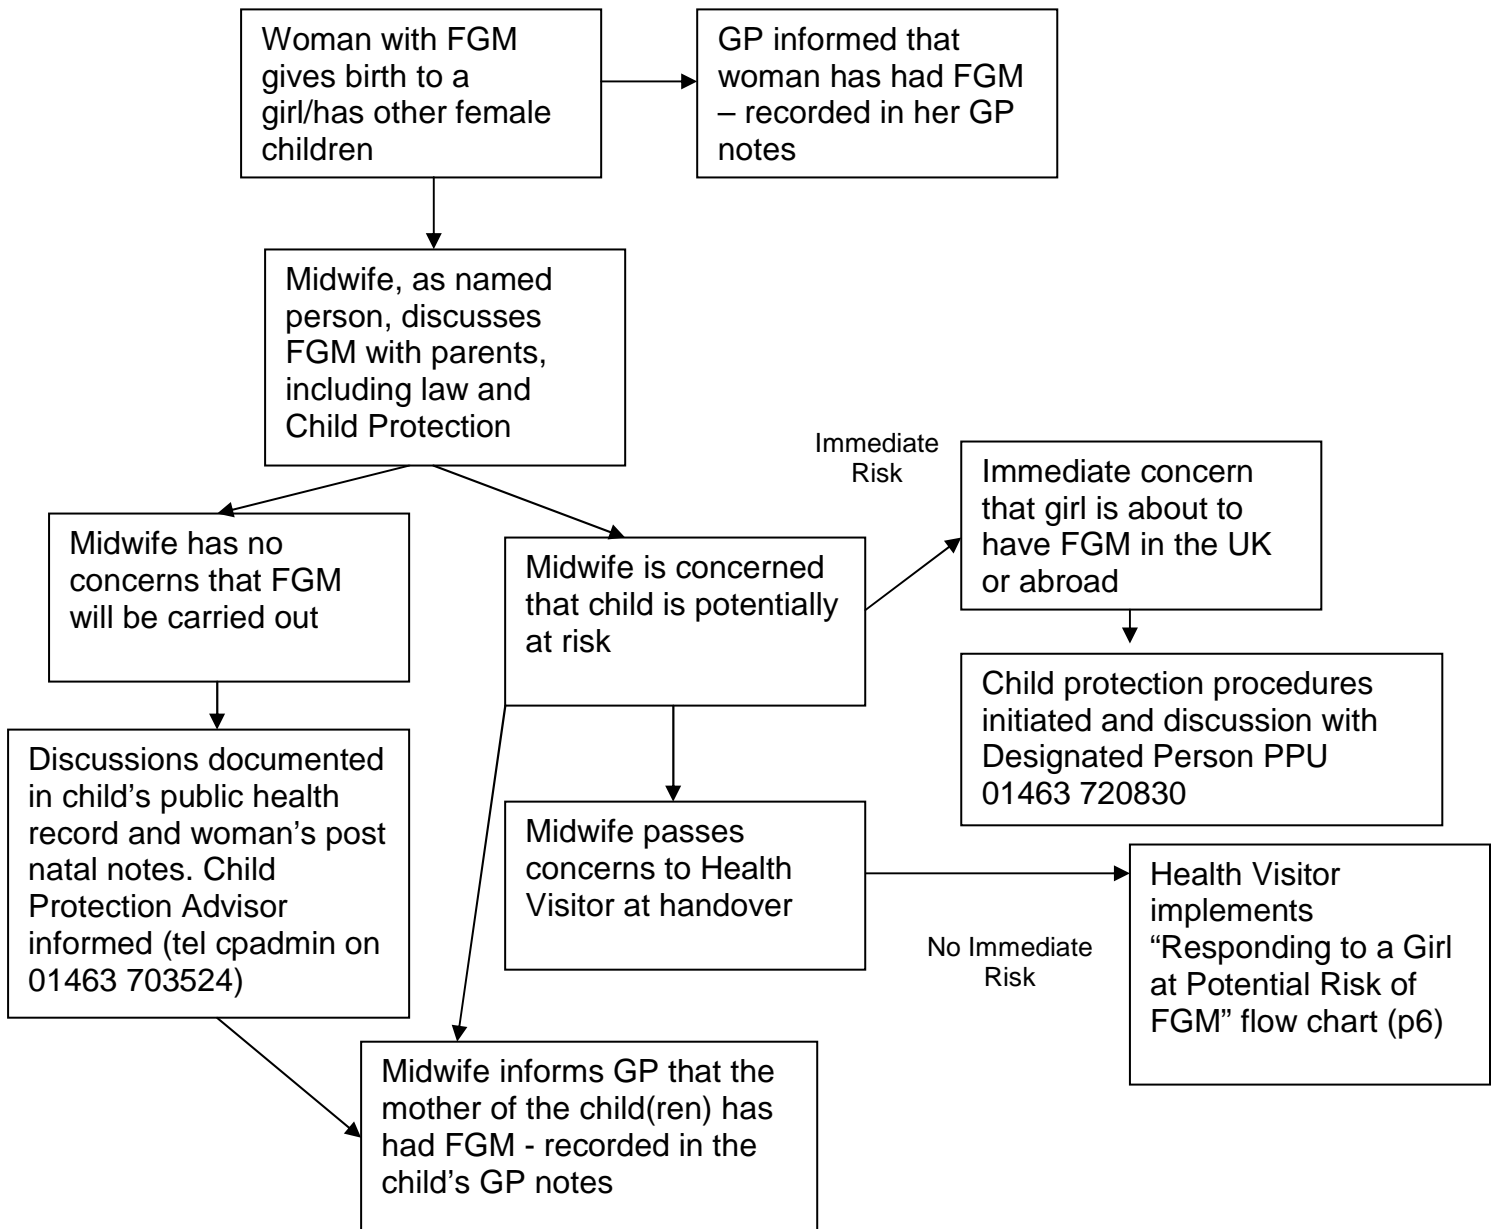 Woman with FGM
gives birth to a
girl/has other female
children
GP informed that
woman has had FGM
– recorded in her GP
notes
Midwife, as named
person, discusses
FGM with parents,
including law and
Child Protection
Immediate
Risk
Immediate concern
that girl is about to
have FGM in the UK
or abroad
Midwife has no
concerns that FGM
will be carried out
Midwife is concerned
that child is potentially
at risk
Child protection procedures
initiated and discussion with
Designated Person PPU
01463 720830
Discussions documented
in child’s public health
record and woman’s post
natal notes. Child
Protection Advisor
informed (tel cpadmin on
01463 703524)
Midwife passes
concerns to Health
Visitor at handover
No Immediate
Risk
Health Visitor
implements
“Responding to a Girl
at Potential Risk of
FGM” flow chart (p6)
Midwife informs GP that the
mother of the child(ren) has
had FGM - recorded in the
child’s GP notes